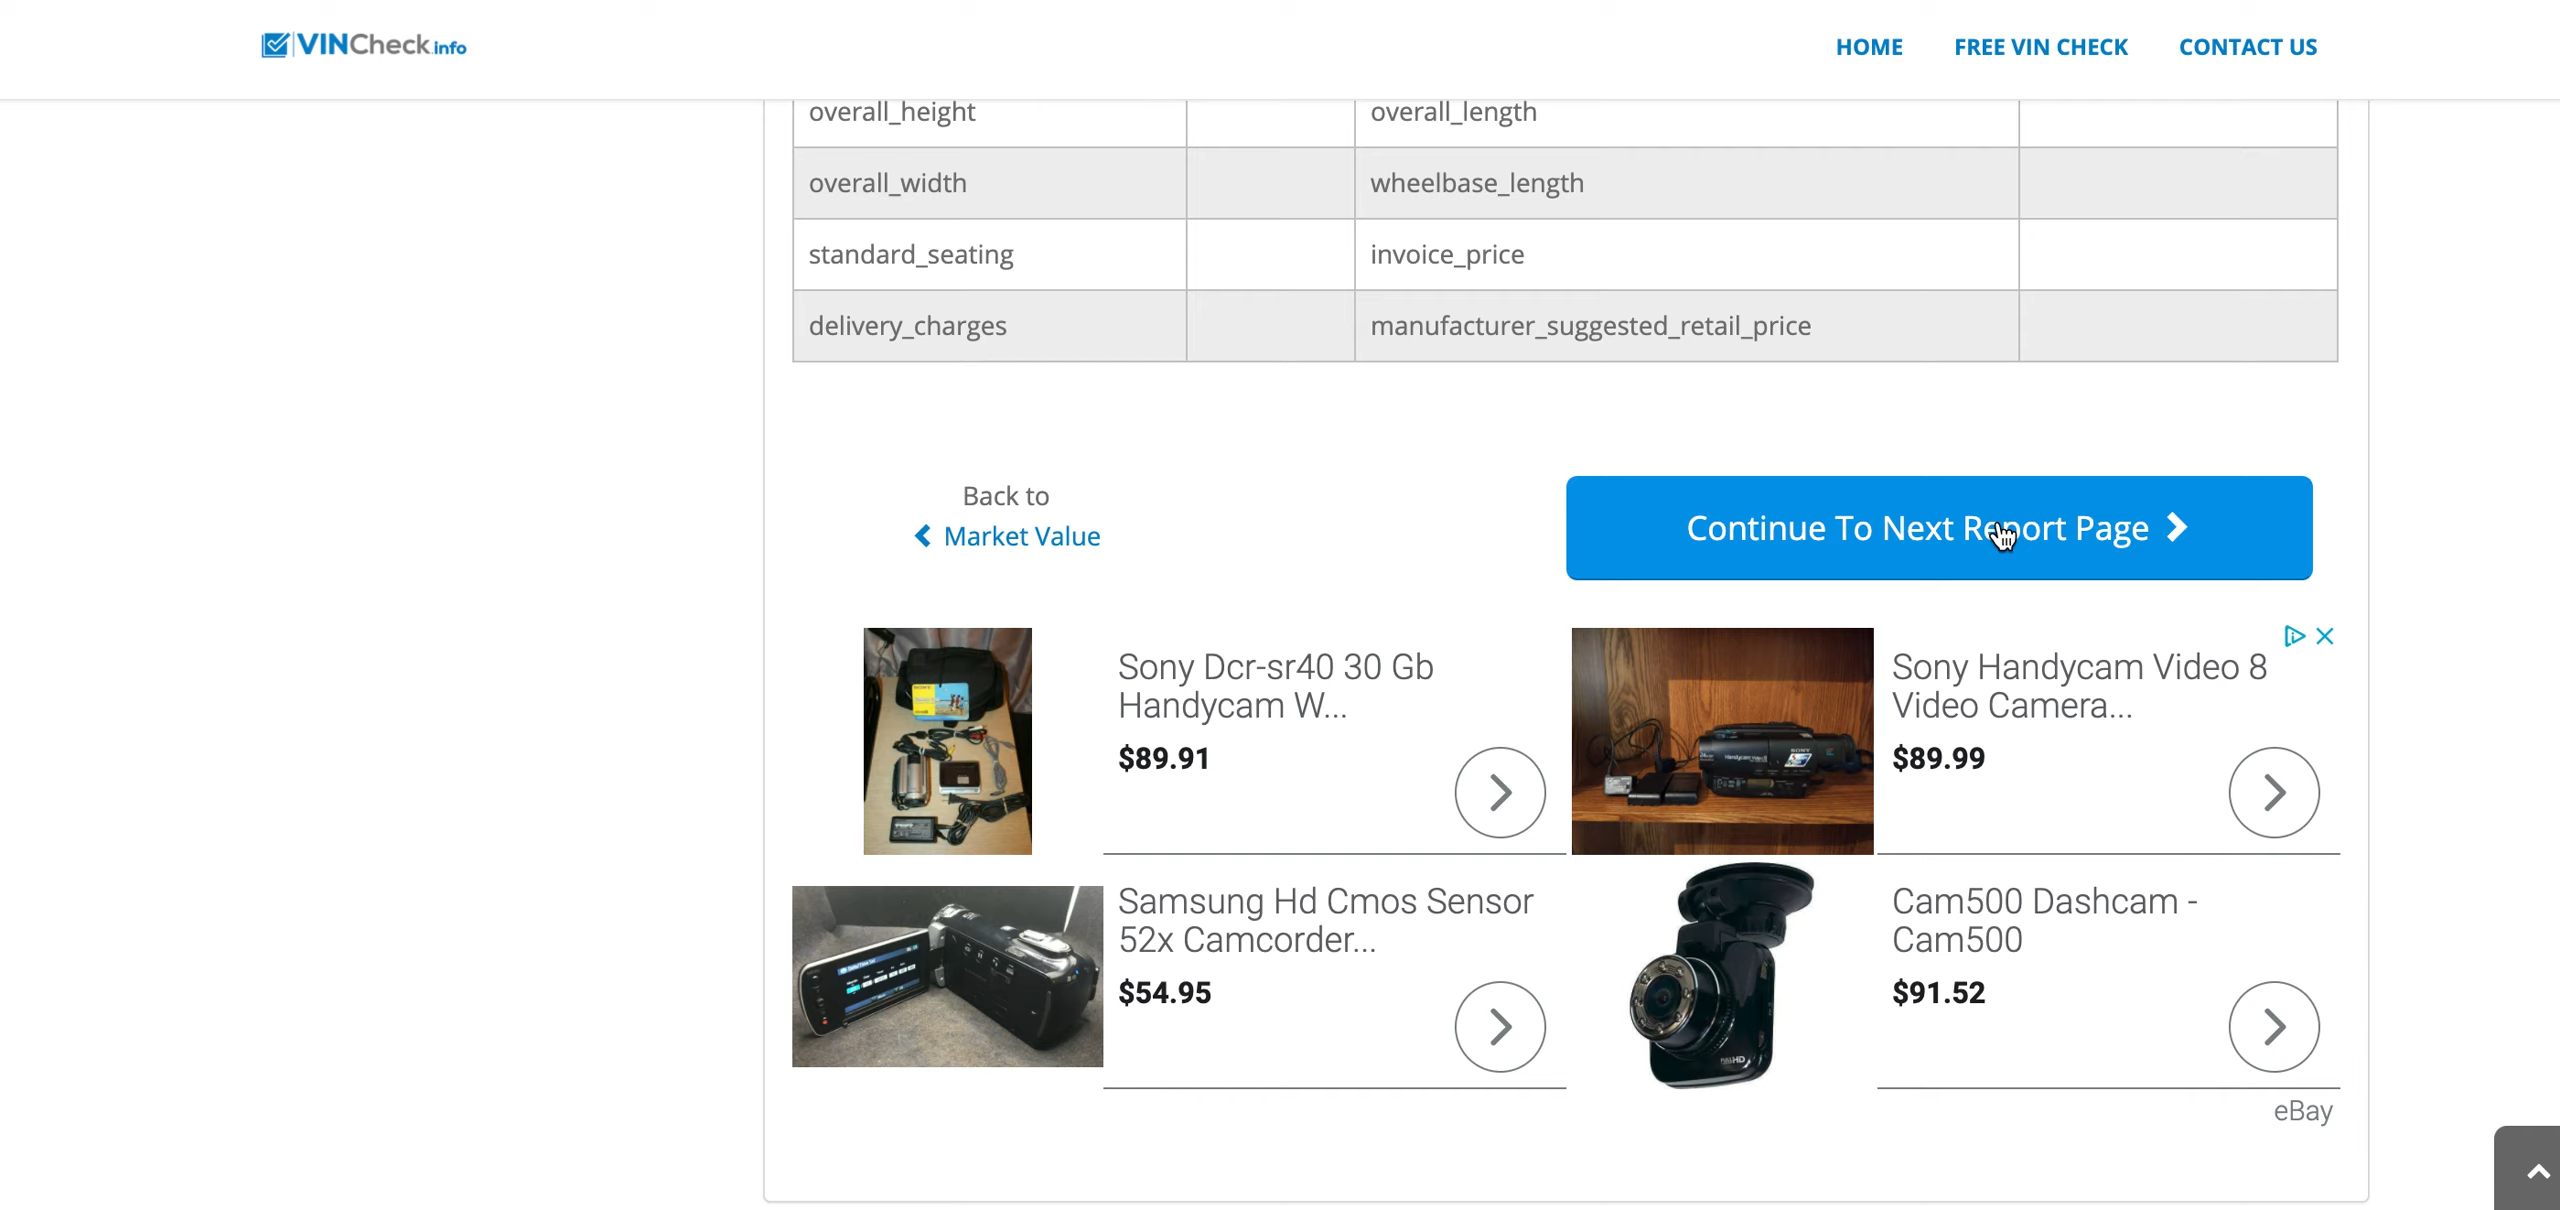 VINCheck.info
HOME
FREE VIN CHECK
CONTACT US
overall_height
overall_length
overall_width
wheelbase_length
standard_seating
invoice_price
delivery_charges
manufacturer_suggested_retail_price
Back to
Market Value
Continue To Next Report Page
Sony Dcr-sr40 30 Gb
Handycam W...
$89.91
Sony Handycam Video 8
Video Camera...
$89.99
Samsung Hd Cmos Sensor
52x Camcorder...
$54.95
Cam500 Dashcam -
Cam500
$91.52
eBay